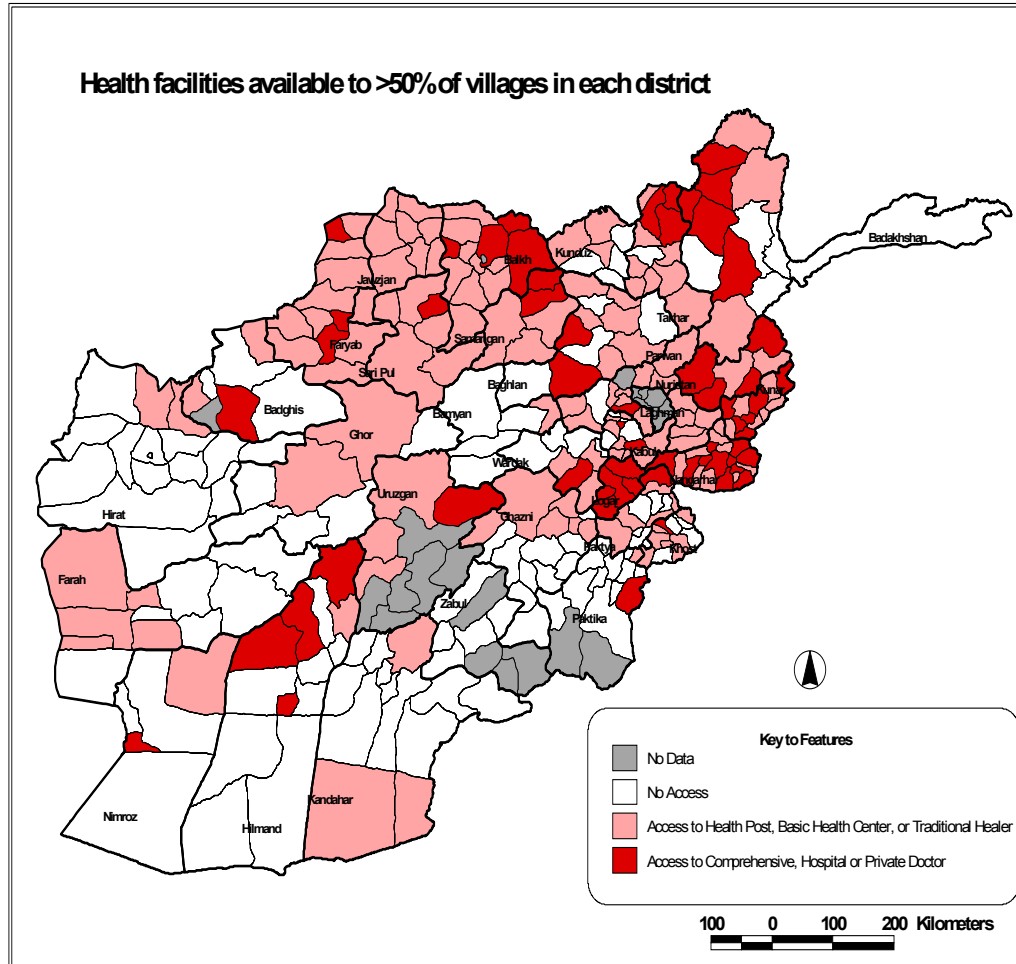 Health facilities available to >50% of villages in each district
Badakhshan
Balkh
Kunduz
Jawzjan
Takhar
Samangan
Faryab
Parwan
Sari Pul
Baghlan
Nuristan
Kunar
Badghis
Bamyan
Laghman
Ghor
Kabul
Wardak
Nangarhar
Uruzgan
Logar
Hirat
Ghazni
Paktya
Khost
Farah
Zabul
Paktika
Kandahar
Nimroz
Hilmand
Key to Features
No Data
No Access
Access to Health Post, Basic Health Center, or Traditional Healer
Access to Comprehensive, Hospital or Private Doctor
100 0 100 200 Kilometers